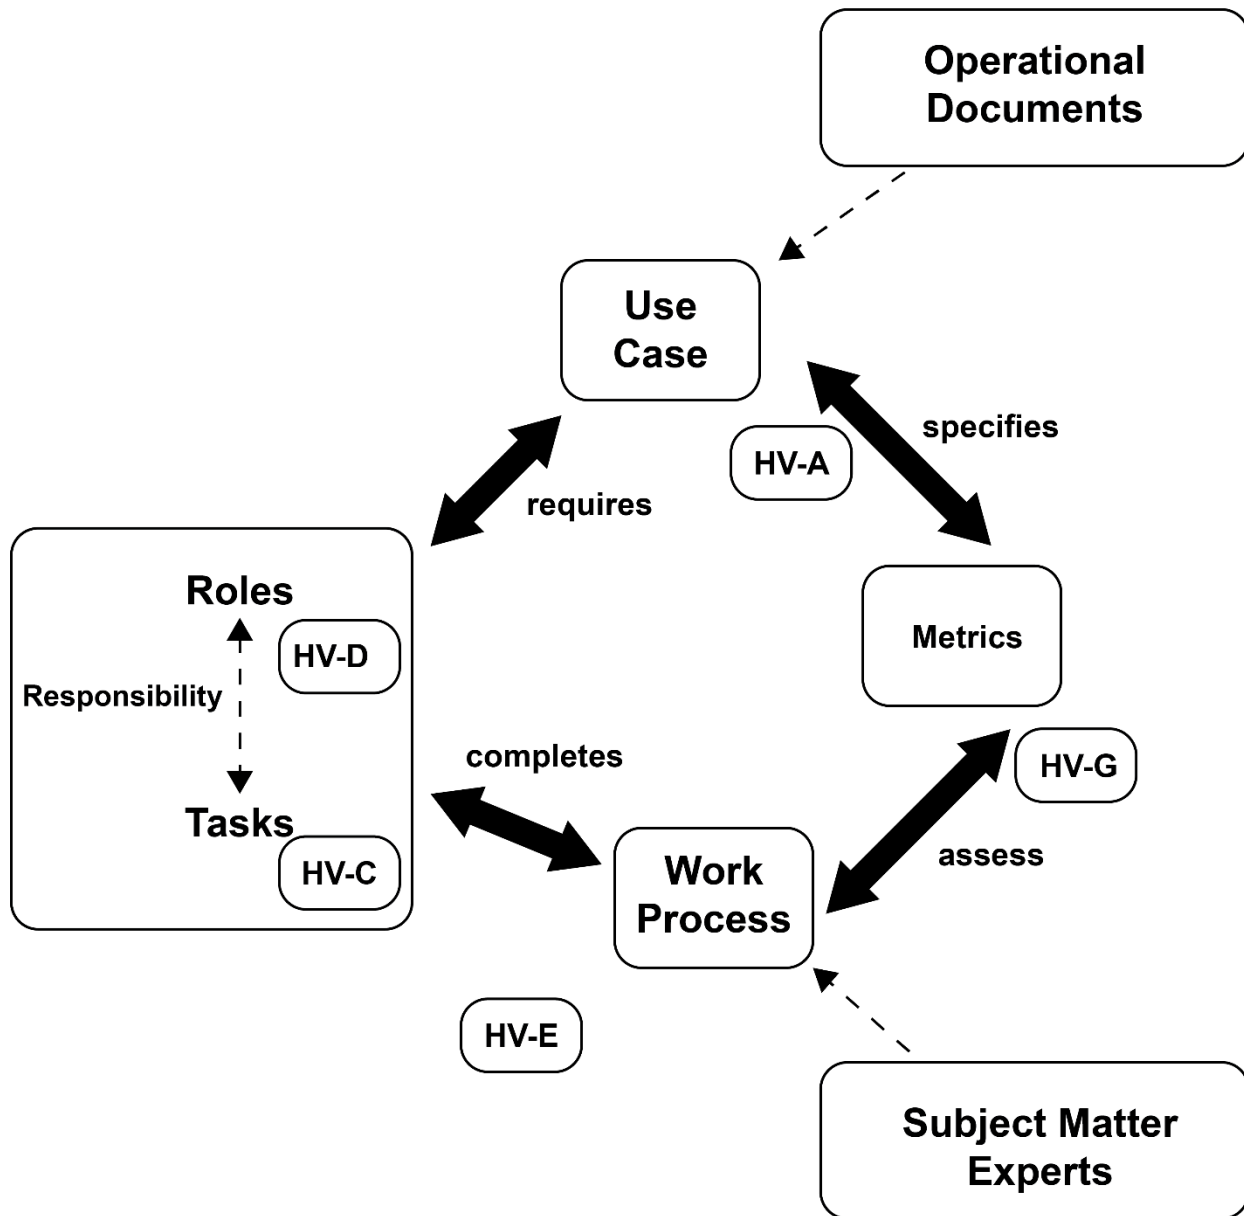 Operational
Documents
Use
Case
specifies
HV-A
requires
Roles
HV-D
Responsibility
Metrics
completes
HV-G
Tasks
HV-C
Work
Process
assess
HV-E
Subject Matter
Experts